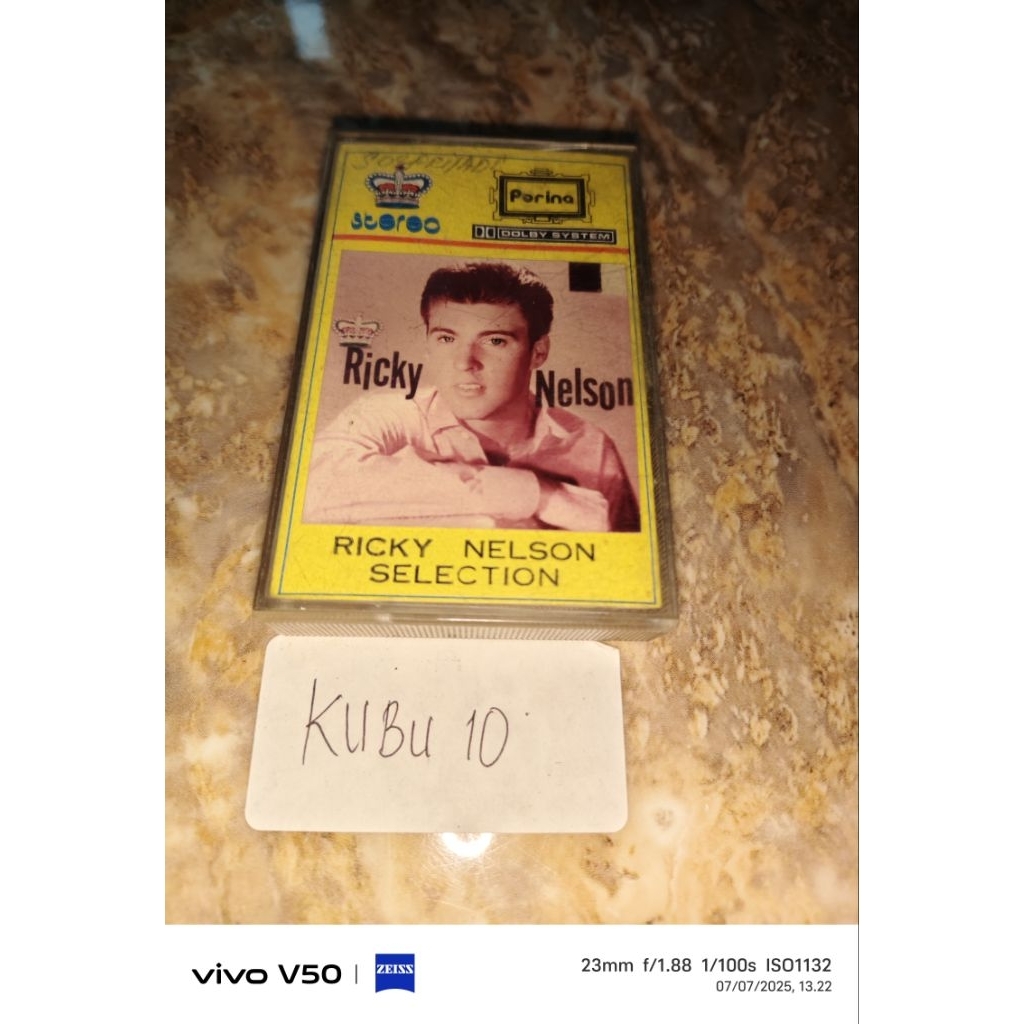 stereo
Perina
DOLBY SYSTEM
Ricky Nelson
RICKY NELSON
SELECTION
KUBU 10
vivo V50 | ZEISS
23mm f/1.88 1/100s ISO1132
07/07/2025, 13.22